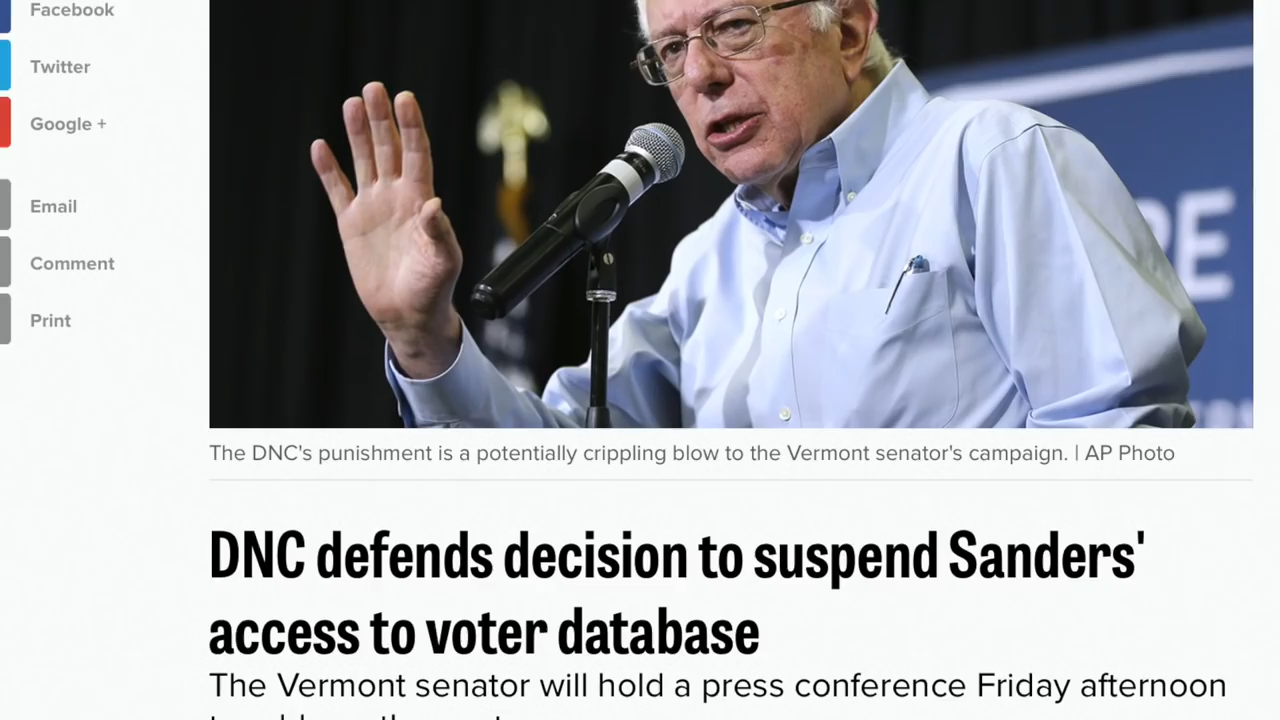 Facebook
Twitter
Google +
Email
Comment
Print
PE
The DNC's punishment is a potentially crippling blow to the Vermont senator's campaign. | AP Photo
DNC defends decision to suspend Sanders'
access to voter database
The Vermont senator will hold a press conference Friday afternoon